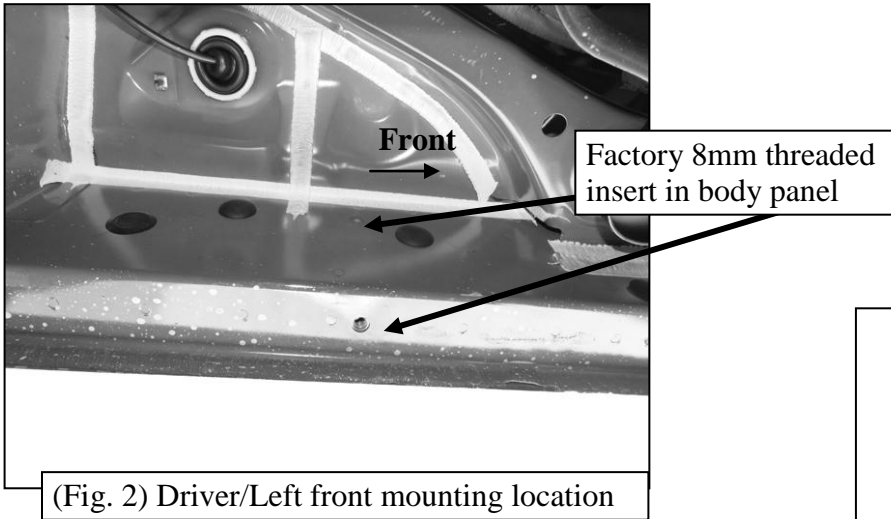 Front
Factory 8mm threaded
insert in body panel
(Fig. 2) Driver/Left front mounting location